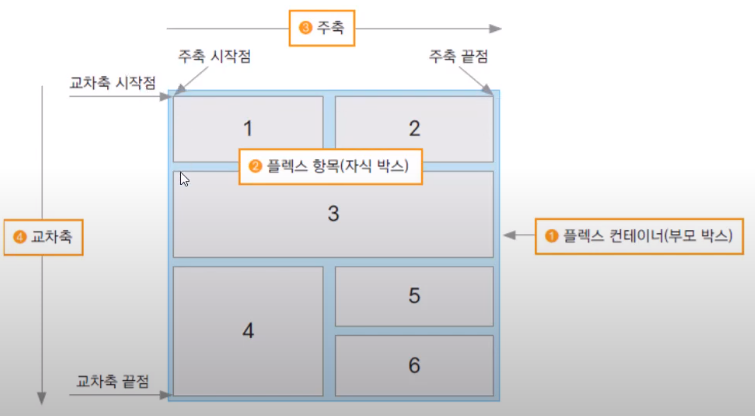 ❸ 주축
주축 시작점
주축 끝점
교차축 시작점
1
2
❷ 플렉스 항목(자식 박스)
3
❹ 교차축
❶ 플렉스 컨테이너(부모 박스)
4
5
6
교차축 끝점